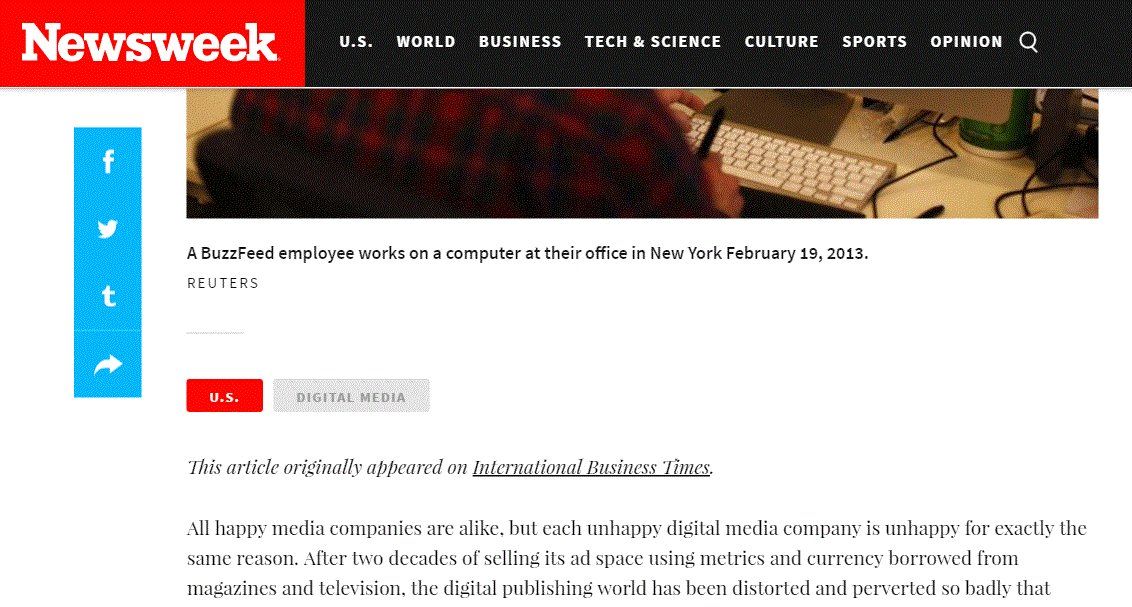 Newsweek
U.S. WORLD BUSINESS TECH & SCIENCE CULTURE SPORTS OPINION
A BuzzFeed employee works on a computer at their office in New York February 19, 2013.
REUTERS
U.S. DIGITAL MEDIA
This article originally appeared on International Business Times.
All happy media companies are alike, but each unhappy digital media company is unhappy for exactly the
same reason. After two decades of selling its ad space using metrics and currency borrowed from
magazines and television, the digital publishing world has been distorted and perverted so badly that